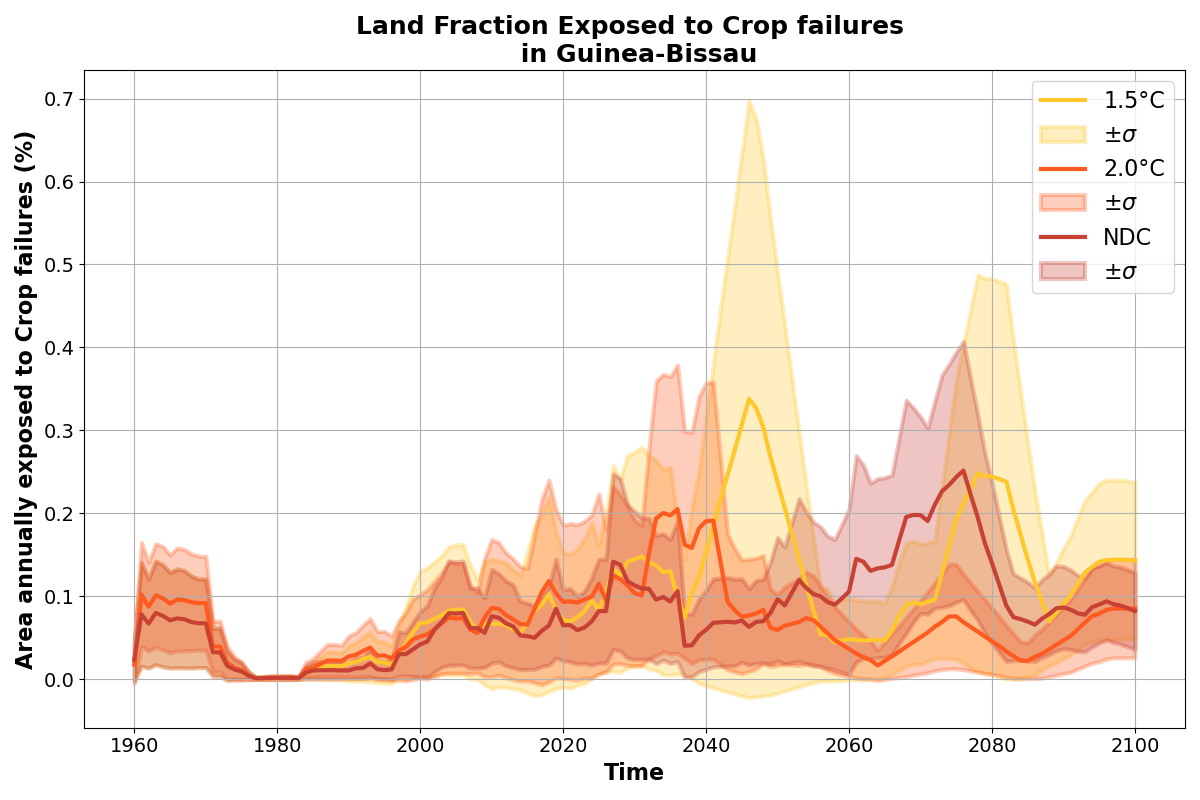 Land Fraction Exposed to Crop failures
in Guinea-Bissau
Area annually exposed to Crop failures (%)
0.7
0.6
0.5
0.4
0.3
0.2
0.1
0.0
1960
1980
2000
2020
2040
2060
2080
2100
Time
1.5°C
±σ
2.0°C
±σ
NDC
±σ